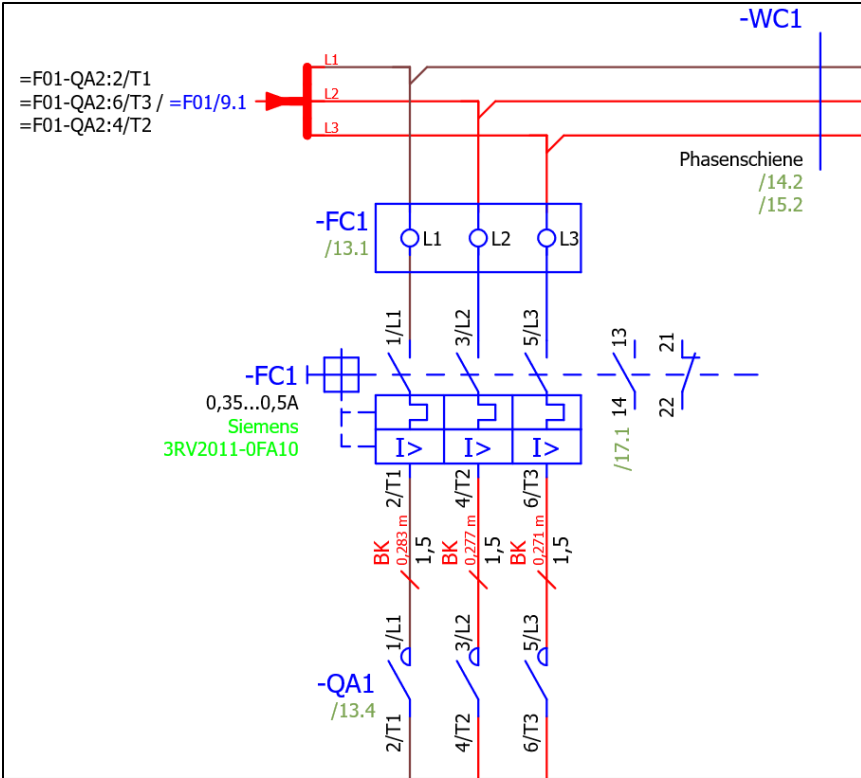 -WC1
L1
=F01-QA2:2/T1
=F01-QA2:6/T3 / =F01/9.1
L2
=F01-QA2:4/T2
L3
Phasenschiene
/14.2
/15.2
-FC1
/13.1
L1
L2
L3
1/L1
3/L2
5/L3
13
21
-FC1
0,35...0,5A
Siemens
3RV2011-0FA10
14
22
/17.1
I>
I>
I>
2/T1
4/T2
6/T3
BK
0,283 m
1,5
BK
0,277 m
1,5
BK
0,271 m
1,5
1/L1
3/L2
5/L3
-QA1
/13.4
2/T1
4/T2
6/T3